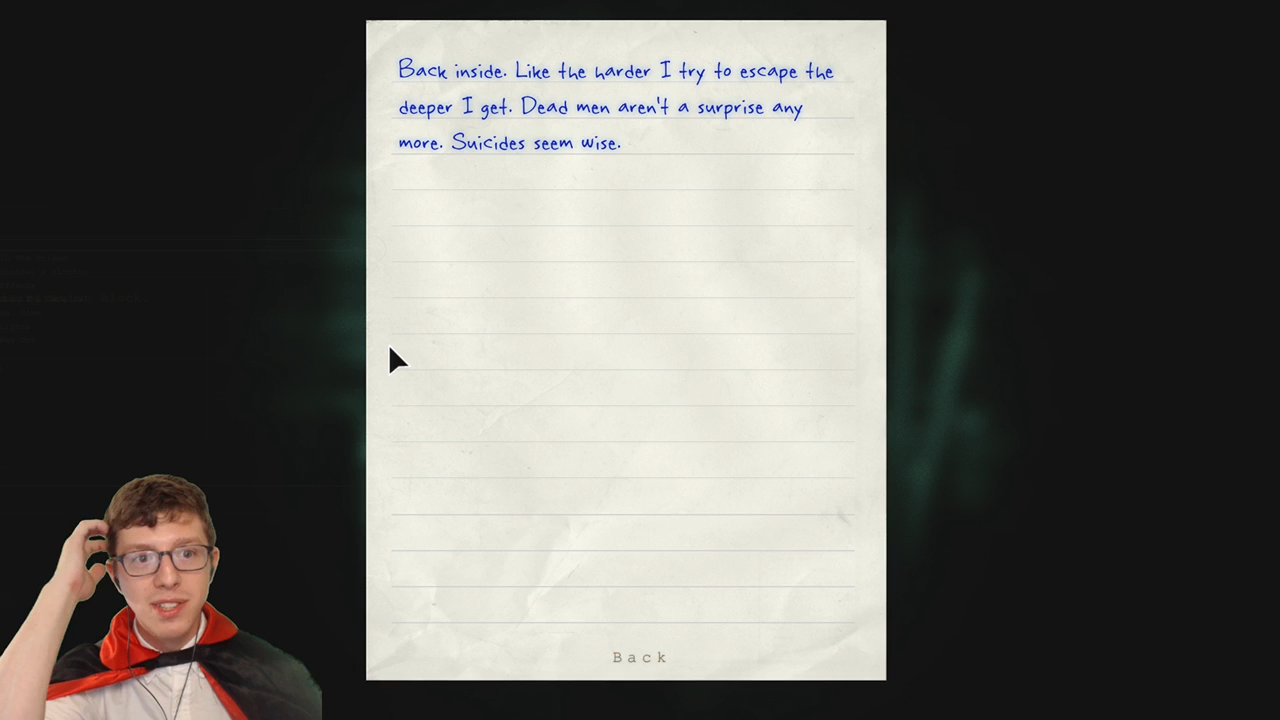 Back inside. Like the harder I try to escape the
deeper I get. Dead men aren't a surprise any
more. Suicides seem wise.
Back